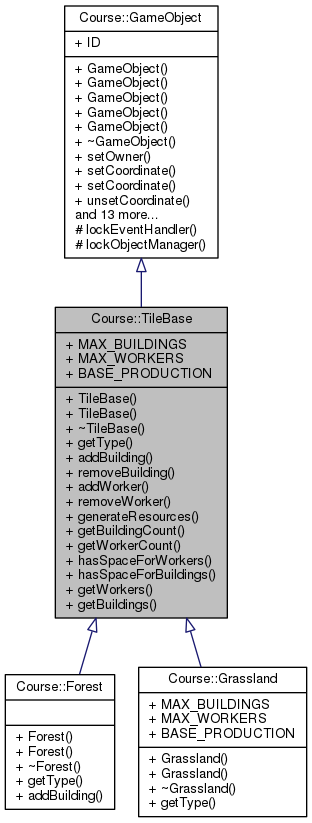 Course::GameObject
+ ID
+ GameObject()
+ GameObject()
+ GameObject()
+ GameObject()
+ GameObject()
+ ~GameObject()
+ setOwner()
+ setCoordinate()
+ setCoordinate()
+ unsetCoordinate()
and 13 more...
# lockEventHandler()
# lockObjectManager()
Course::TileBase
+ MAX_BUILDINGS
+ MAX_WORKERS
+ BASE_PRODUCTION
+ TileBase()
+ TileBase()
+ ~TileBase()
+ getType()
+ addBuilding()
+ removeBuilding()
+ addWorker()
+ removeWorker()
+ generateResources()
+ getBuildingCount()
+ getWorkerCount()
+ hasSpaceForWorkers()
+ hasSpaceForBuildings()
+ getWorkers()
+ getBuildings()
Course::Forest
+ Forest()
+ Forest()
+ ~Forest()
+ getType()
+ addBuilding()
Course::Grassland
+ MAX_BUILDINGS
+ MAX_WORKERS
+ BASE_PRODUCTION
+ Grassland()
+ Grassland()
+ ~Grassland()
+ getType()